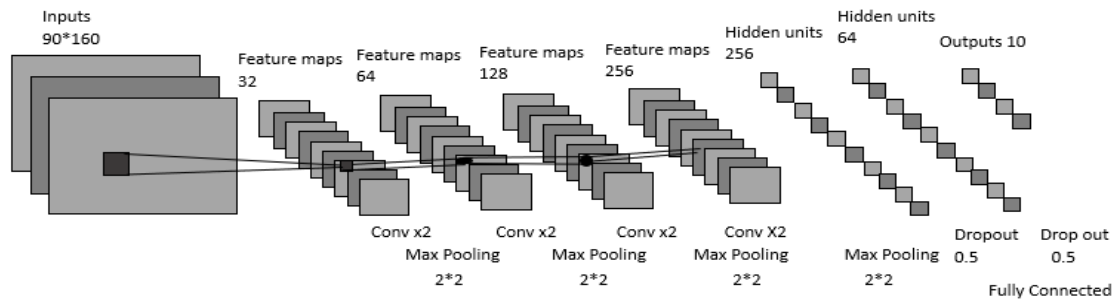 Inputs
90*160
Feature maps
32
Feature maps
64
Feature maps
128
Feature maps
256
Hidden units
256
Hidden units
64
Outputs 10
Conv x2
Max Pooling
2*2
Conv x2
Max Pooling
2*2
Conv x2
Max Pooling
2*2
Conv X2
Max Pooling
2*2
Dropout
0.5
Drop out
0.5
Fully Connected